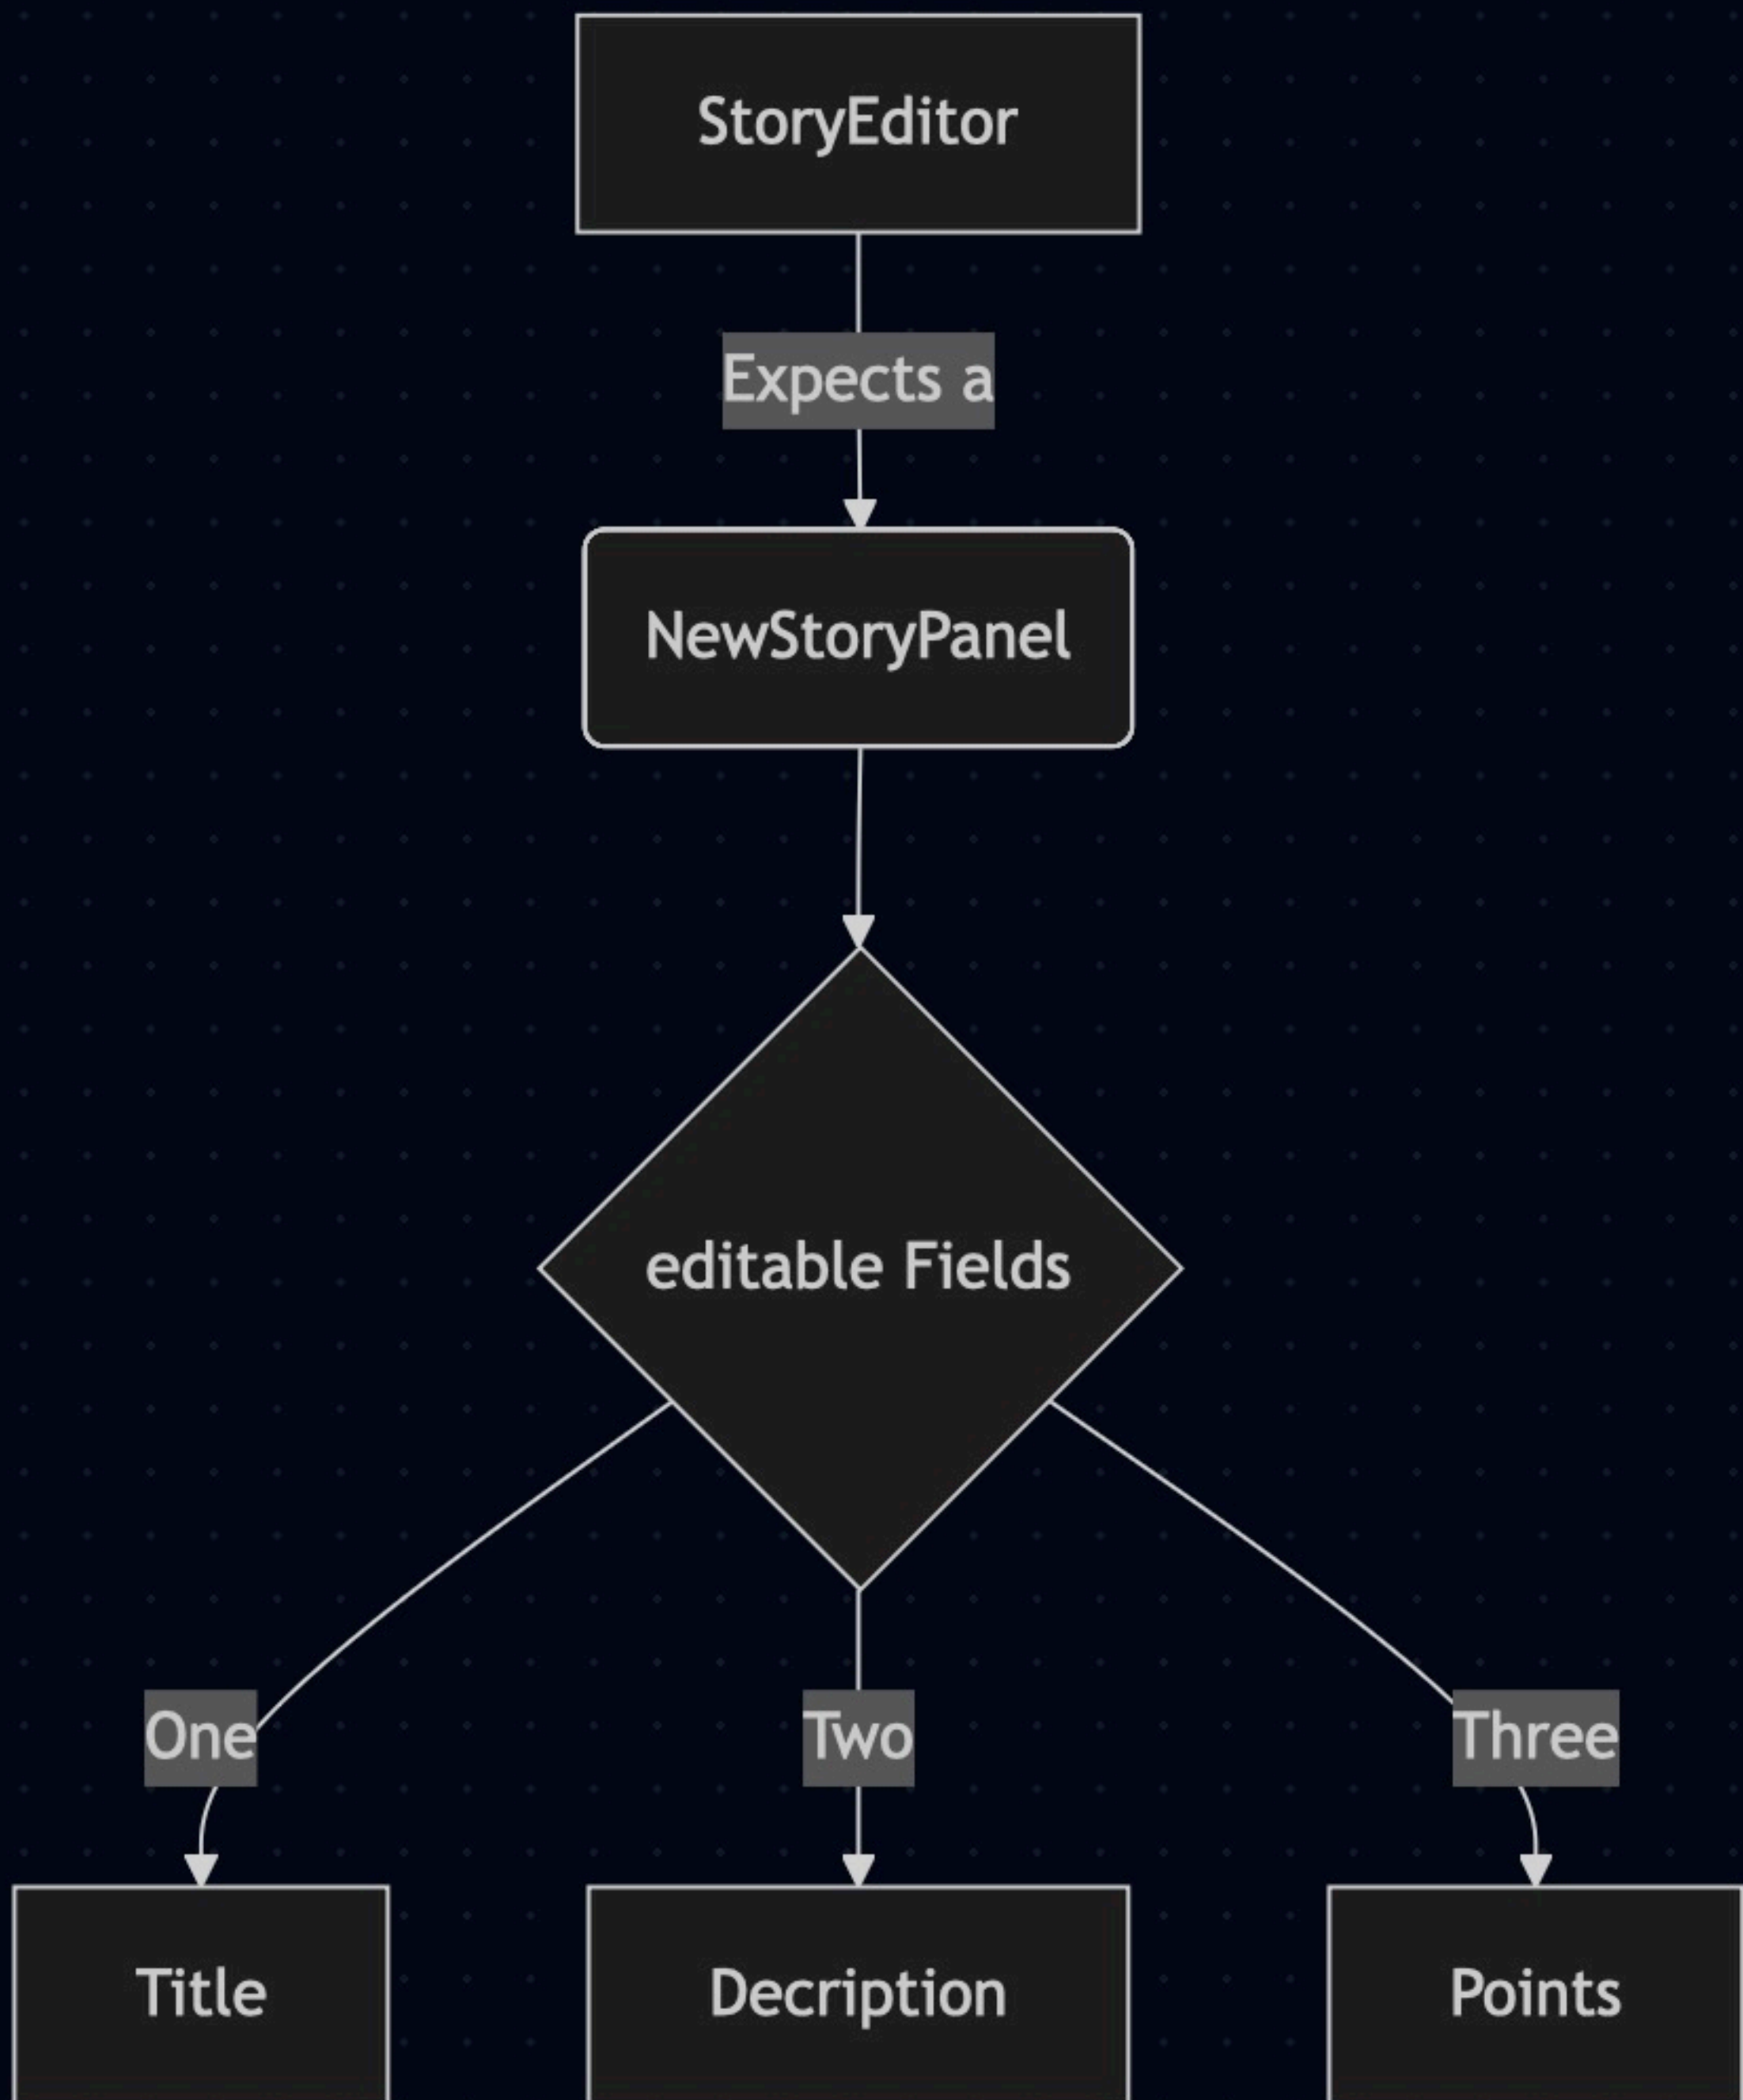 StoryEditor
Expects a
NewStoryPanel
editable Fields
One
Two
Three
Title
Decription
Points